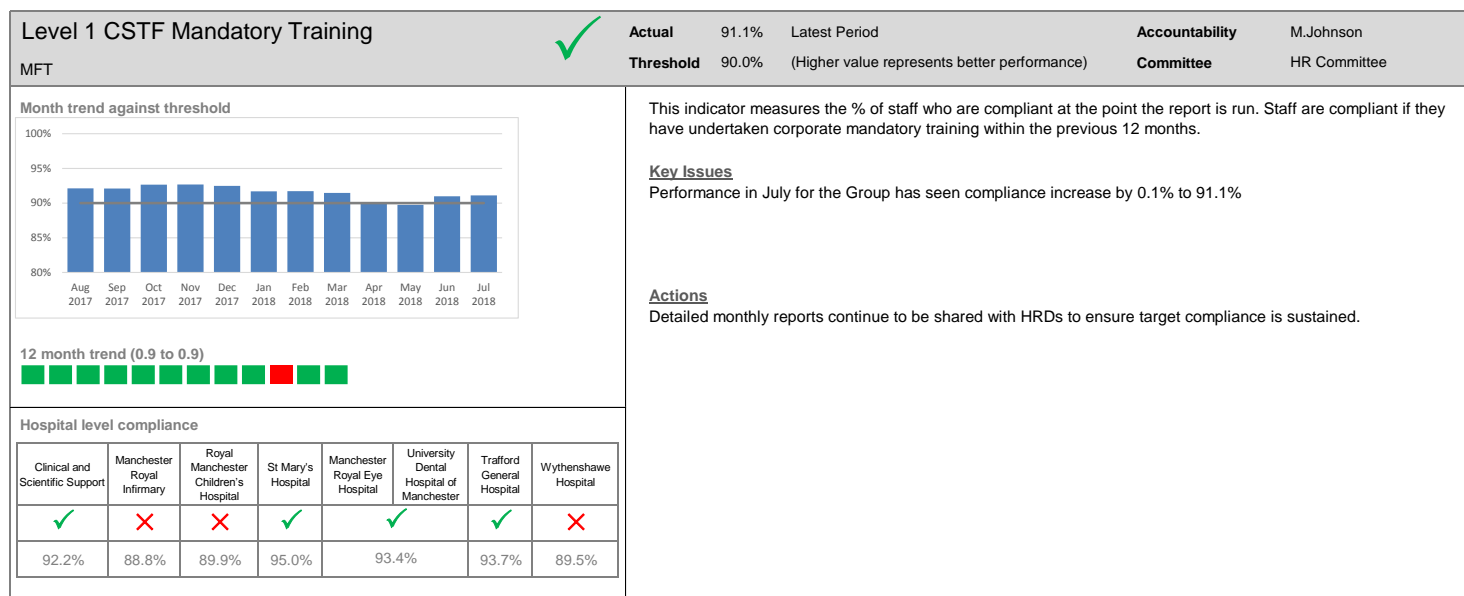 Level 1 CSTF Mandatory Training
MFT
Actual 91.1% Latest Period Accountability M.Johnson
Threshold 90.0% (Higher value represents better performance) Committee HR Committee
Month trend against threshold
100%
95%
90%
85%
80%
Aug Sep Oct Nov Dec Jan Feb Mar Apr May Jun Jul
2017 2017 2017 2017 2017 2018 2018 2018 2018 2018 2018 2018
12 month trend (0.9 to 0.9)
This indicator measures the % of staff who are compliant at the point the report is run. Staff are compliant if they
have undertaken corporate mandatory training within the previous 12 months.
Key Issues
Performance in July for the Group has seen compliance increase by 0.1% to 91.1%
Actions
Detailed monthly reports continue to be shared with HRDs to ensure target compliance is sustained.
Hospital level compliance
Clinical and
Scientific Support
Manchester
Royal
Infirmary
Royal
Manchester
Children's
Hospital
St Mary's
Hospital
Manchester
Royal Eye
Hospital
University
Dental
Hospital of
Manchester
Trafford
General
Hospital
Wythenshawe
Hospital
92.2% 88.8% 89.9% 95.0% 93.4% 93.7% 89.5%